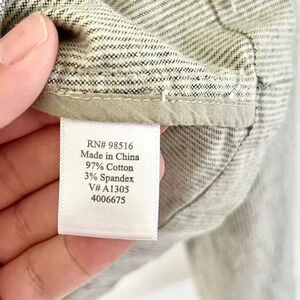 RN# 98516
Made in China
97% Cotton
3% Spandex
V# A1305
4006675